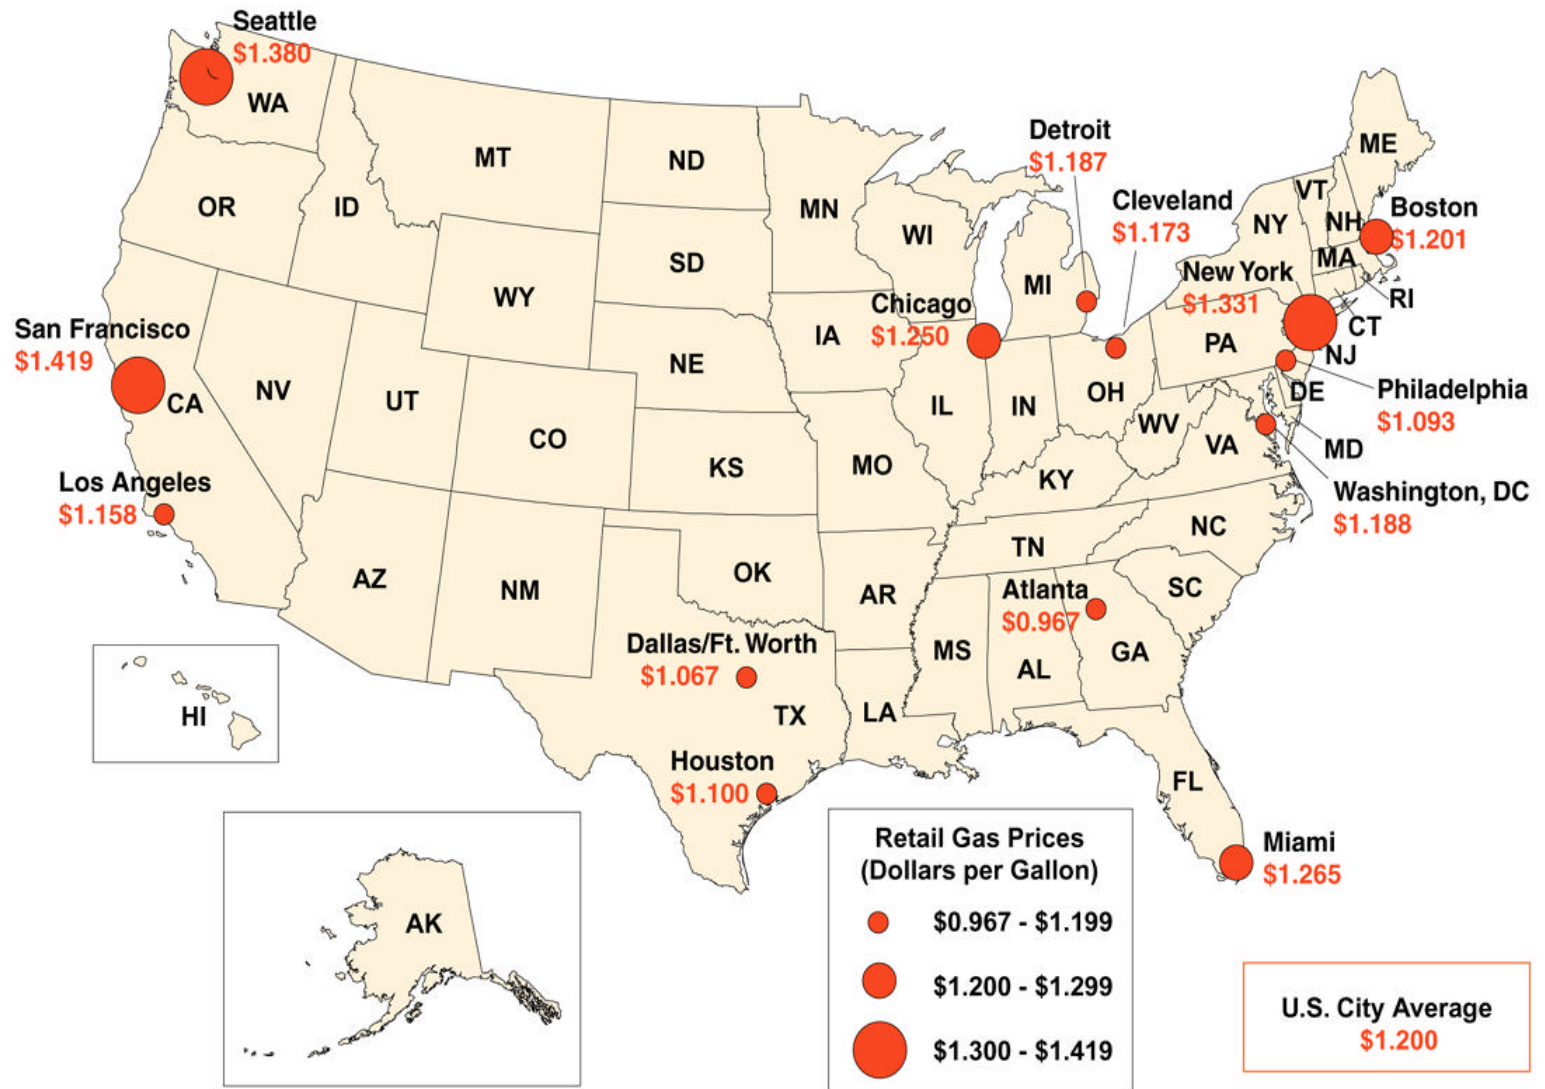 Seattle
$1.380
WA
MT
ND
MN
OR
ID
WY
SD
WI
MI
Detroit
$1.187
Cleveland
$1.173
ME
VT
NH
NY
Boston
$1.201
MA
RI
CT
New York
$1.331
NJ
PA
Chicago
$1.250
IA
NE
San Francisco
$1.419
CA
NV
UT
CO
KS
MO
IL
IN
OH
WV
VA
DE
Philadelphia
$1.093
MD
Washington, DC
$1.188
KY
Los Angeles
$1.158
AZ
NM
OK
AR
TN
NC
SC
Atlanta
$0.967
GA
AL
MS
LA
Dallas/Ft. Worth
$1.067
TX
Houston
$1.100
FL
Miami
$1.265
HI
AK
Retail Gas Prices
(Dollars per Gallon)
$0.967 - $1.199
$1.200 - $1.299
$1.300 - $1.419
U.S. City Average
$1.200